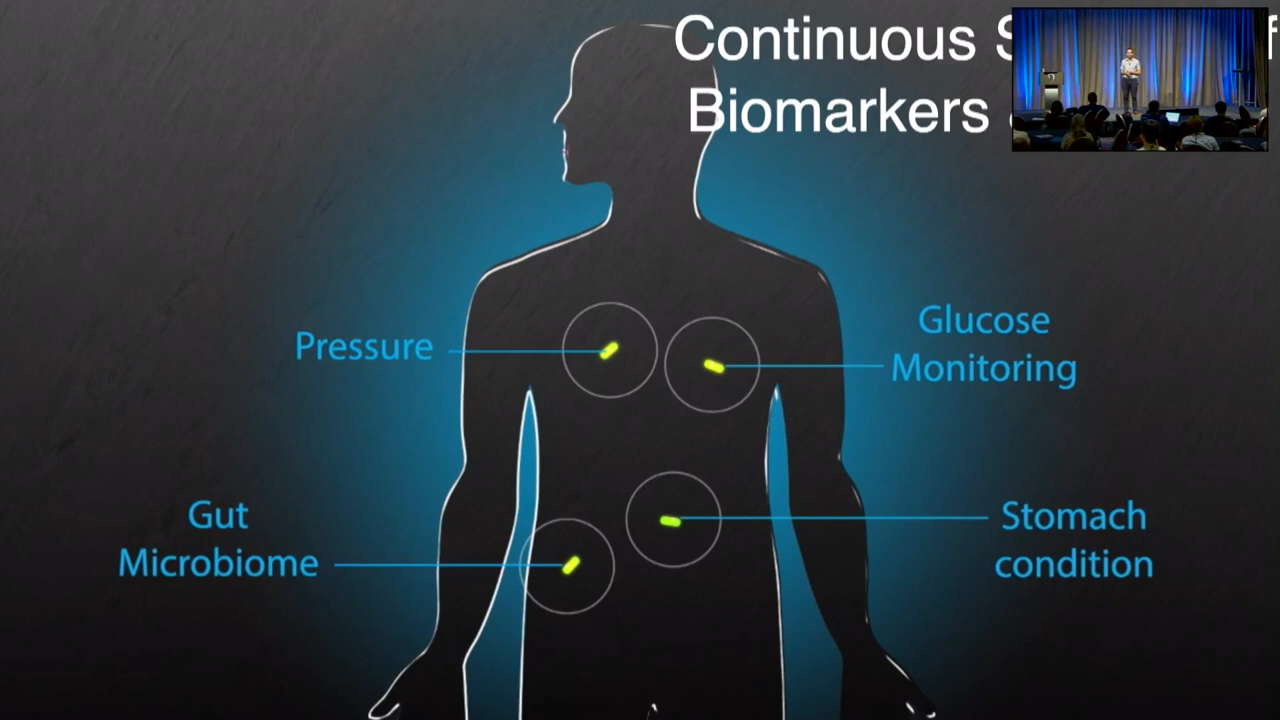 Continuous
Biomarkers
Pressure
Glucose
Monitoring
Gut
Microbiome
Stomach
condition